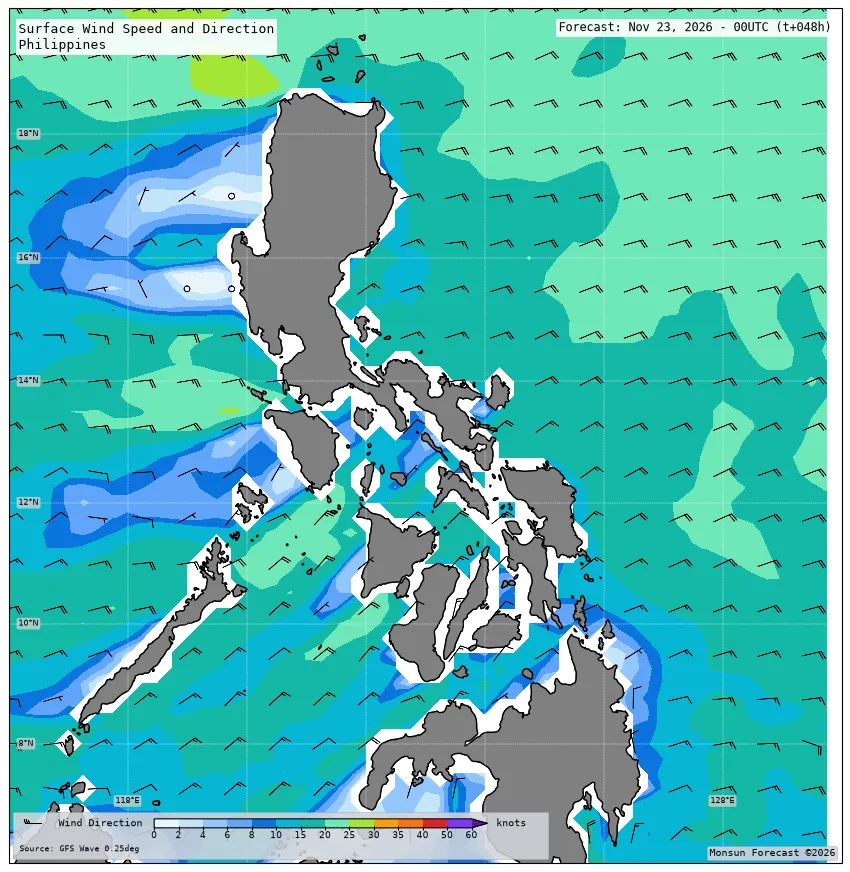 Surface Wind Speed and Direction
Philippines
Forecast: Nov 23, 2026 - 00UTC (t+048h)
18°N
16°N
14°N
12°N
10°N
8°N
118°E
128°E
Wind Direction
0 2 4 6 8 10 15 20 25 30 35 40 50 60
knots
Source: GFS Wave 0.25deg
Monsun Forecast ©2026